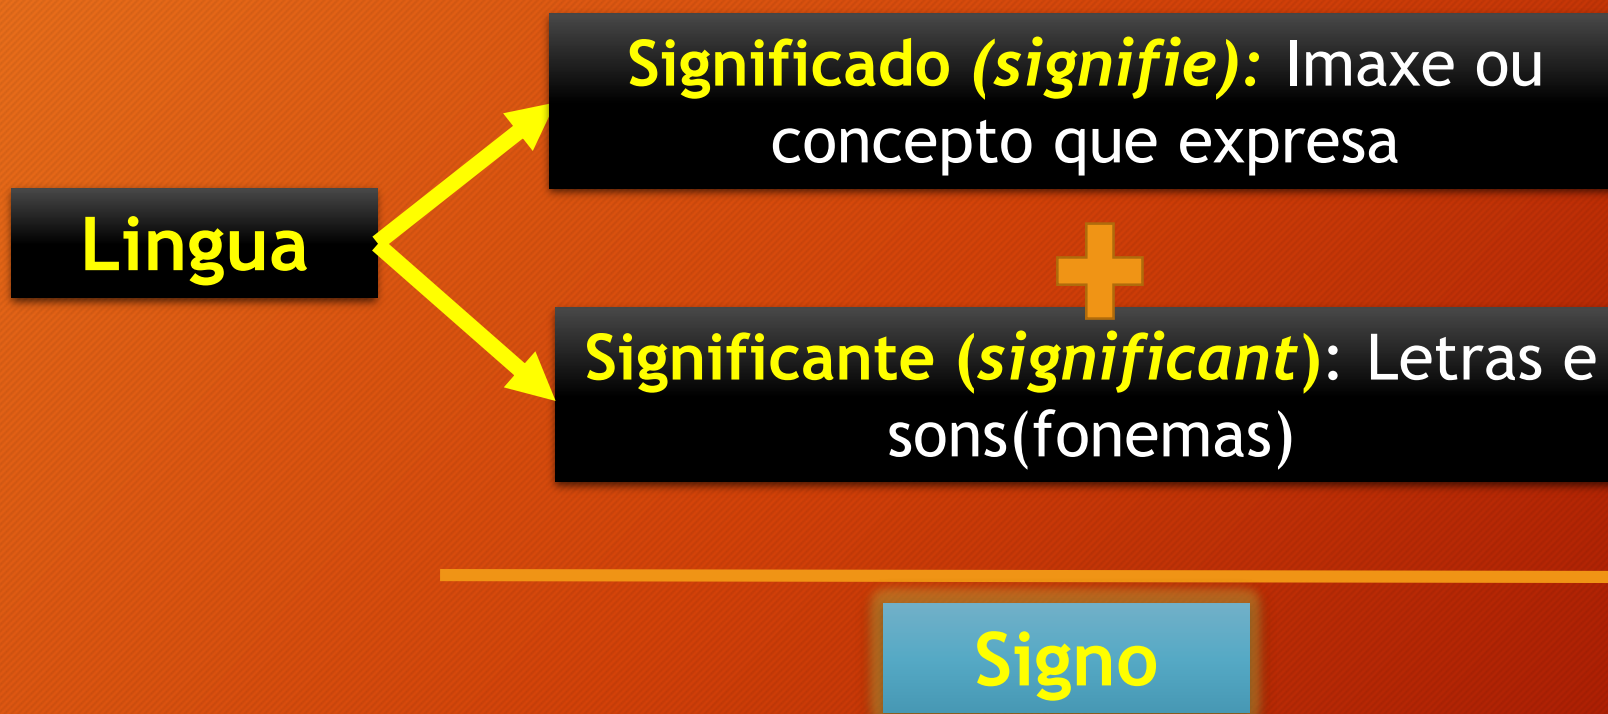 Significado (signifie): Imaxe ou
concepto que expresa
Lingua
Significante (significant): Letras e
sons(fonemas)
Signo